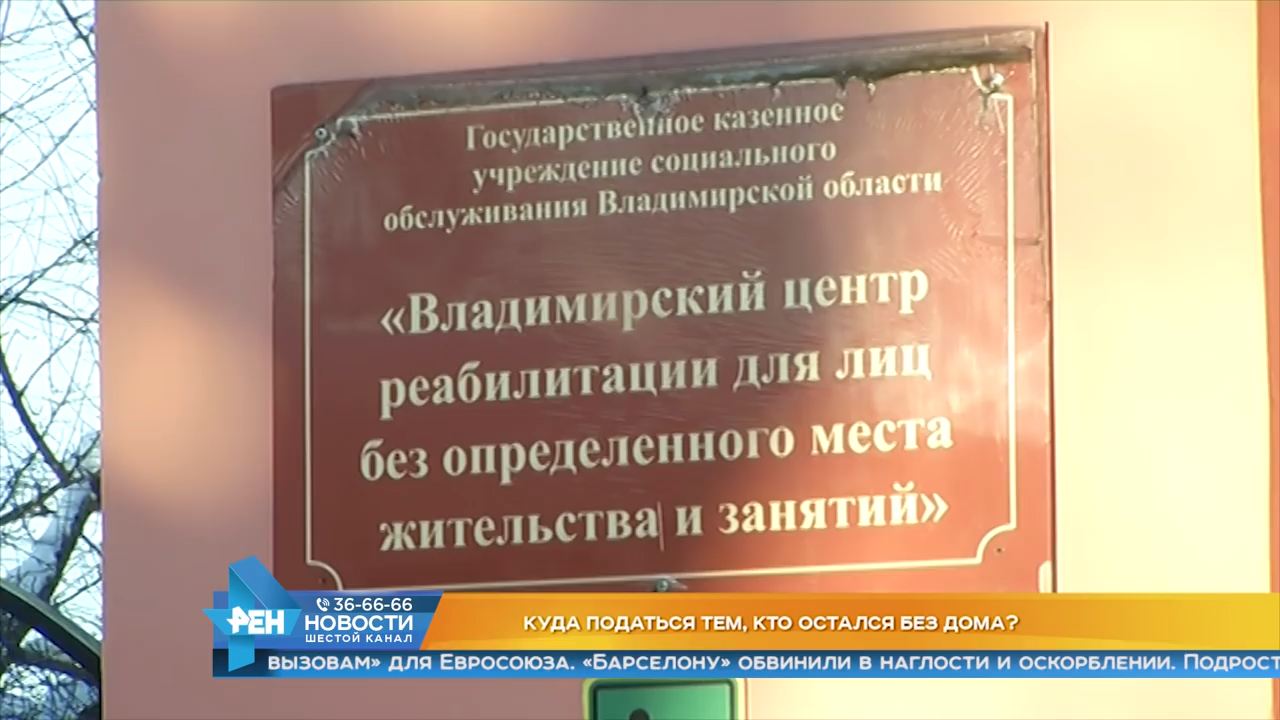 Государственное казенное
учреждение социального
обслуживания Владимирской области
«Владимирский центр
реабилитации для лиц
без определенного места
жительства и занятий»
РЕН
36-66-66
НОВОСТИ
ШЕСТОЙ КАНАЛ
КУДА ПОДАТЬСЯ ТЕМ, КТО ОСТАЛСЯ БЕЗ ДОМА?
ВЫЗОВАМ» ДЛЯ ЕВРОСОЮЗА. «БАРСЕЛОНУ» ОБВИНИЛИ В НАГЛОСТИ И ОСКОРБЛЕНИИ. ПОДРОСТ